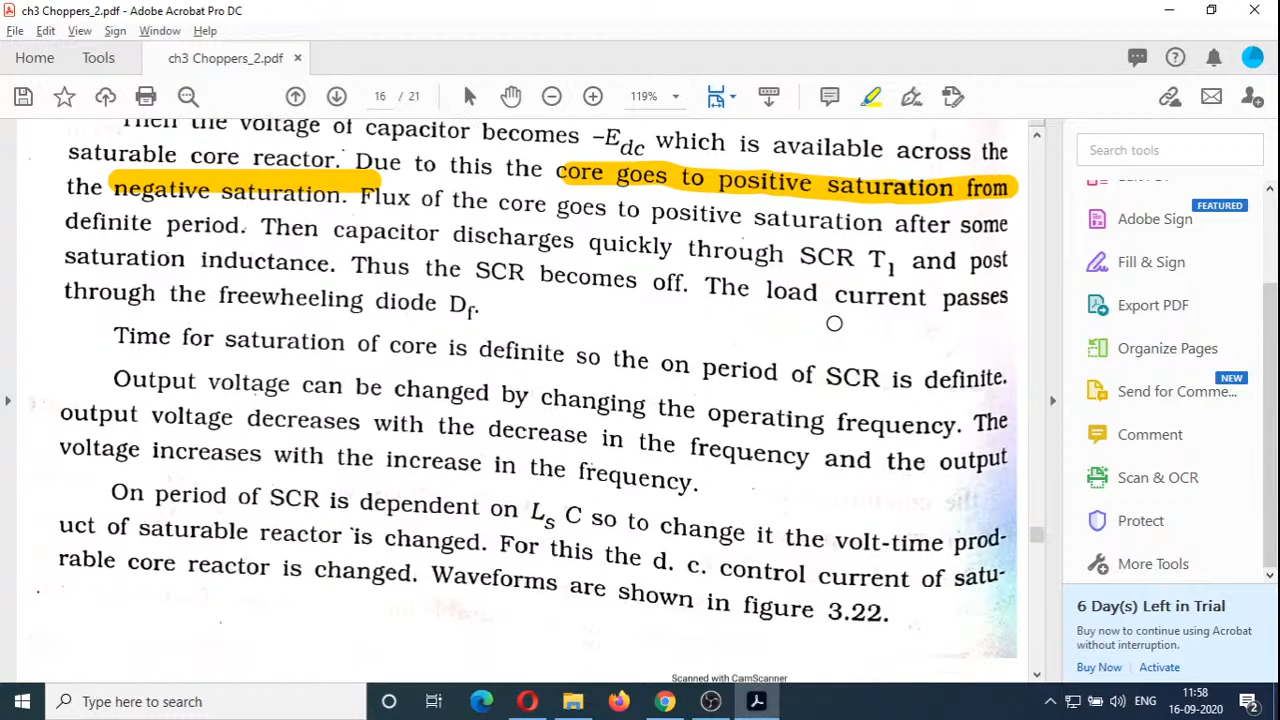 ch3 Choppers_2.pdf - Adobe Acrobat Pro DC
File Edit View Sign Window Help
Home Tools ch3 Choppers_2.pdf ×
16 / 21 119%
Then the voltage of capacitor becomes –Edc which is available across the
saturable core reactor. Due to this the core goes to positive saturation from
the negative saturation. Flux of the core goes to positive saturation after some
definite period. Then capacitor discharges quickly through SCR T1 and post
saturation inductance. Thus the SCR becomes off. The load current passes
through the freewheeling diode Df.
Time for saturation of core is definite so the on period of SCR is definite.
Output voltage can be changed by changing the operating frequency. The
output voltage decreases with the decrease in the frequency and the output
voltage increases with the increase in the frequency.
On period of SCR is dependent on Ls C so to change it the volt-time prod-
uct of saturable reactor is changed. For this the d. c. control current of satu-
rable core reactor is changed. Waveforms are shown in figure 3.22.
Scanned with CamScanner
Search tools
FEATURED
Adobe Sign
Fill & Sign
Export PDF
Organize Pages
NEW
Send for Comme...
Comment
Scan & OCR
Protect
More Tools
6 Day(s) Left in Trial
Buy now to continue using Acrobat
without interruption.
Buy Now Activate
Type here to search
ENG
11:58
16-09-2020
2